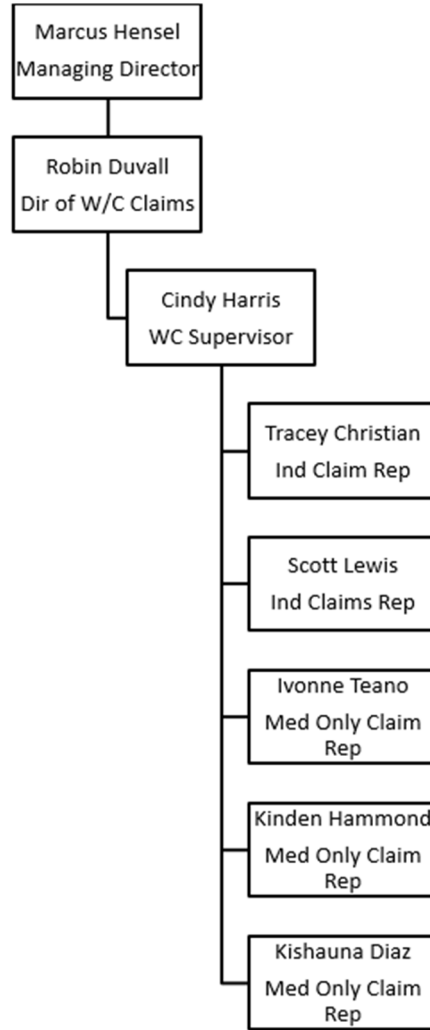 Marcus Hensel
Managing Director
Robin Duvall
Dir of W/C Claims
Cindy Harris
WC Supervisor
Tracey Christian
Ind Claim Rep
Scott Lewis
Ind Claims Rep
Ivonne Teano
Med Only Claim
Rep
Kinden Hammond
Med Only Claim
Rep
Kishauna Diaz
Med Only Claim
Rep